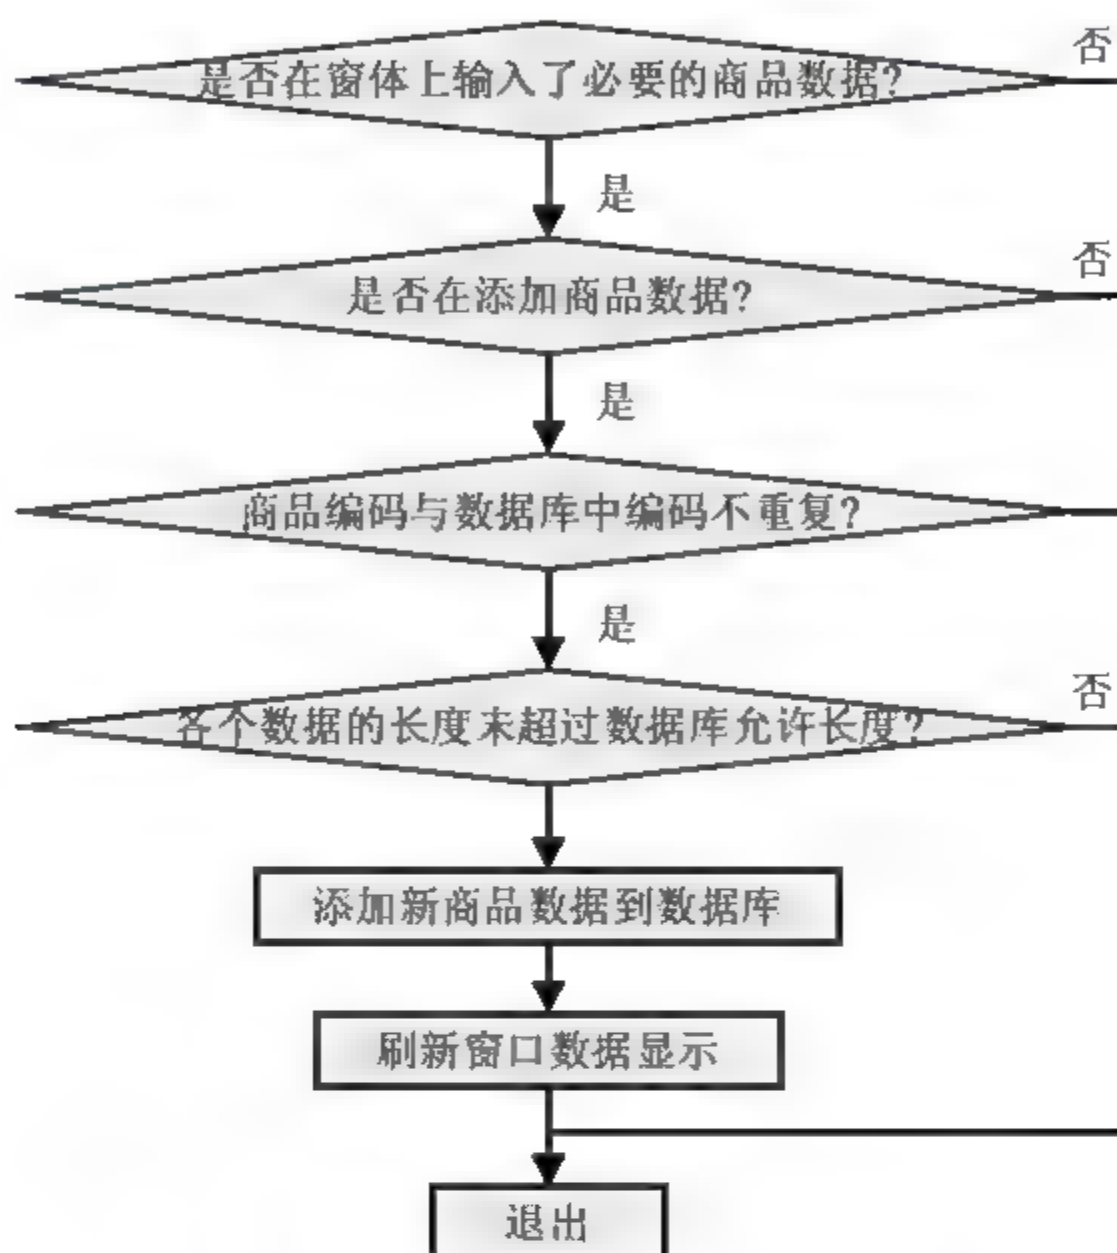 是否在窗体上输入了必要的商品数据?
否
是
是否在添加商品数据?
否
是
商品编码与数据库中编码不重复?
是
各个数据的长度末超过数据库允许长度?
否
添加新商品数据到数据库
刷新窗口数据显示
退出